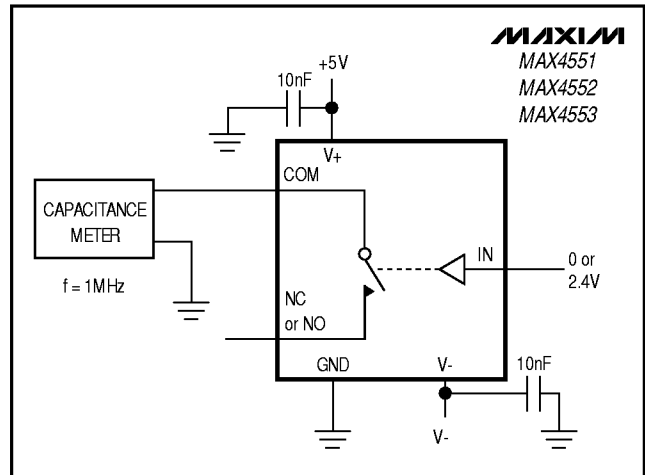 MAXIM
MAX4551
MAX4552
MAX4553
+5V
10nF
V+
COM
CAPACITANCE
METER
f = 1MHz
IN
0 or
2.4V
NC
or NO
GND
V-
10nF
V-